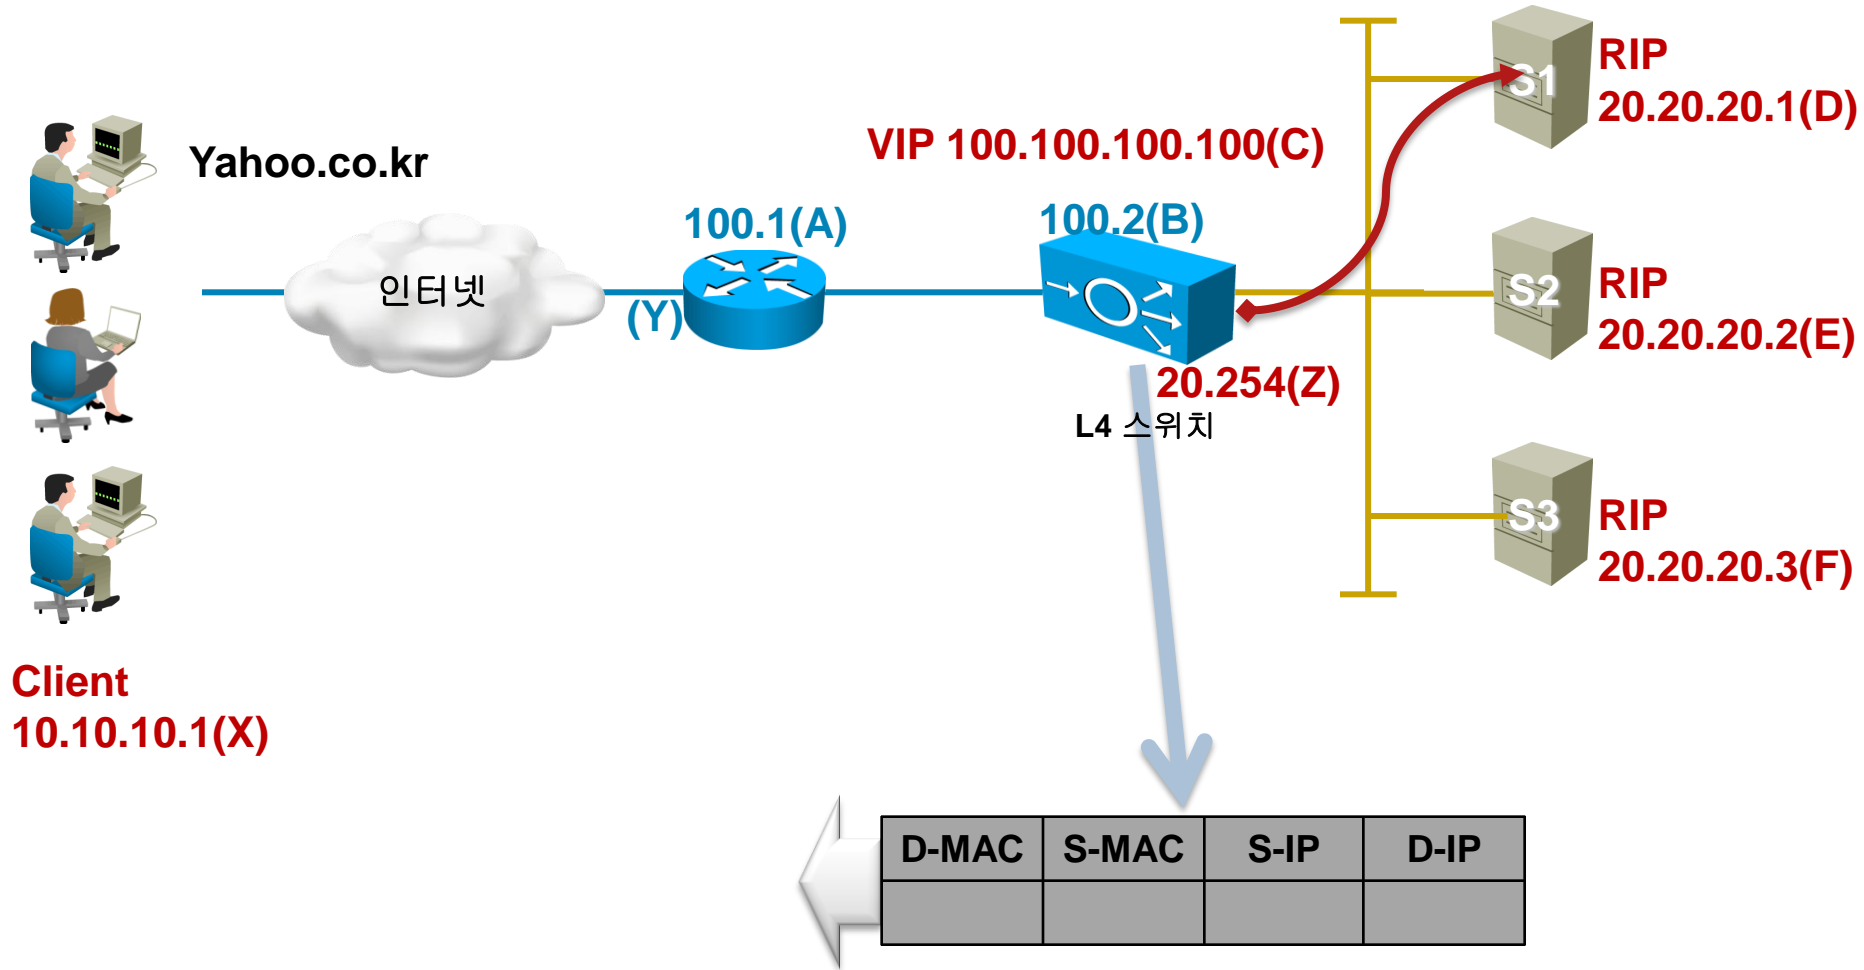 Yahoo.co.kr
인터넷
(Y)
100.1(A)
VIP 100.100.100.100(C)
100.2(B)
20.254(Z)
L4 스위치
S1
RIP
20.20.20.1(D)
S2
RIP
20.20.20.2(E)
S3
RIP
20.20.20.3(F)
Client
10.10.10.1(X)
D-MAC S-MAC S-IP D-IP